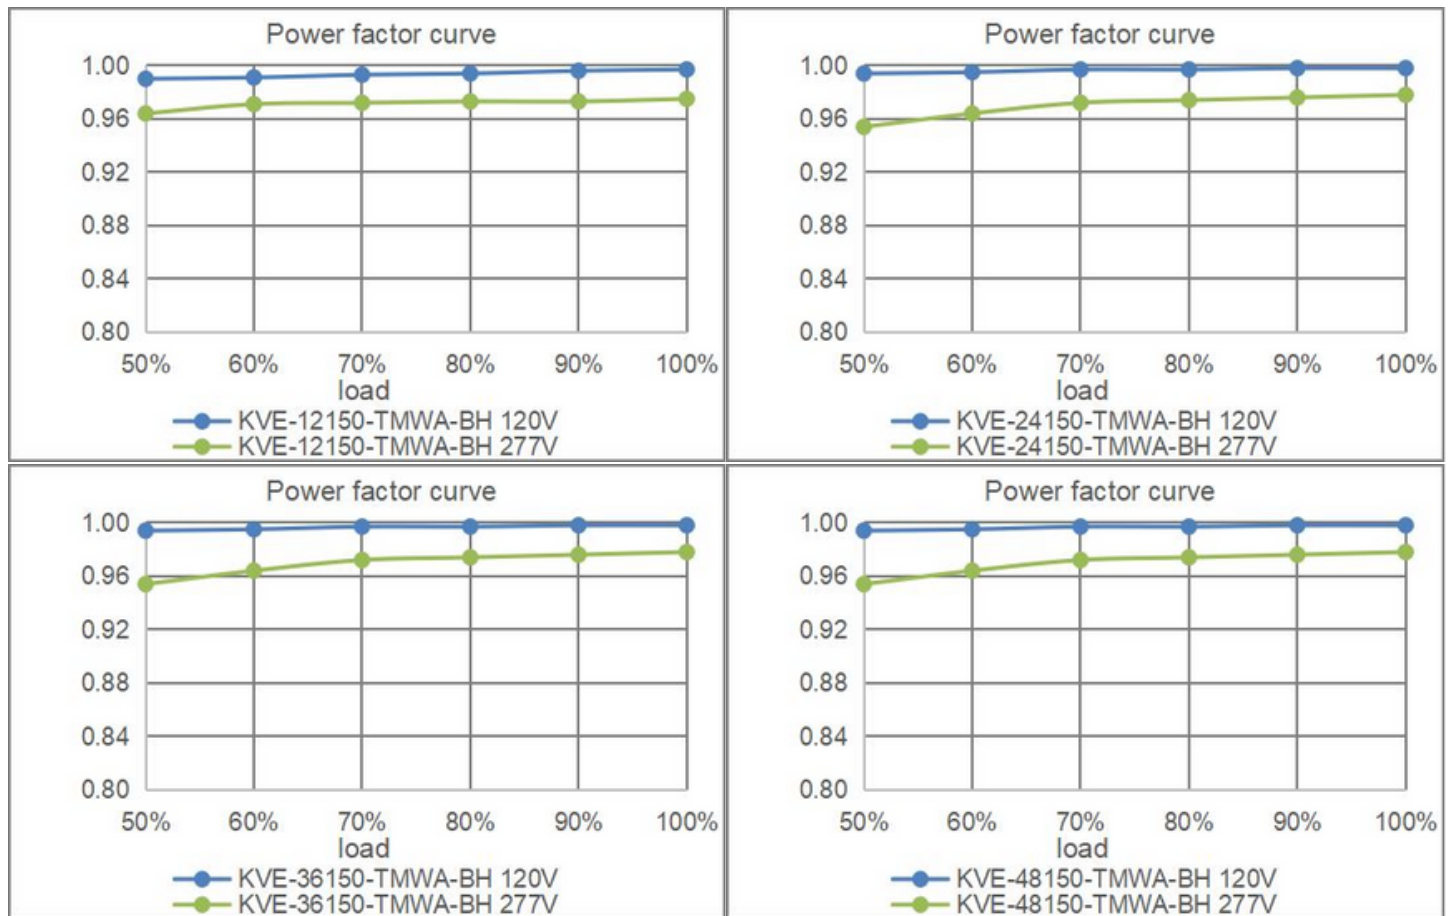 Power factor curve
1.00
0.96
0.92
0.88
0.84
0.80
50% 60% 70% 80% 90% 100%
load
KVE-12150-TMWA-BH 120V
KVE-12150-TMWA-BH 277V
Power factor curve
1.00
0.96
0.92
0.88
0.84
0.80
50% 60% 70% 80% 90% 100%
load
KVE-24150-TMWA-BH 120V
KVE-24150-TMWA-BH 277V
Power factor curve
1.00
0.96
0.92
0.88
0.84
0.80
50% 60% 70% 80% 90% 100%
load
KVE-36150-TMWA-BH 120V
KVE-36150-TMWA-BH 277V
Power factor curve
1.00
0.96
0.92
0.88
0.84
0.80
50% 60% 70% 80% 90% 100%
load
KVE-48150-TMWA-BH 120V
KVE-48150-TMWA-BH 277V